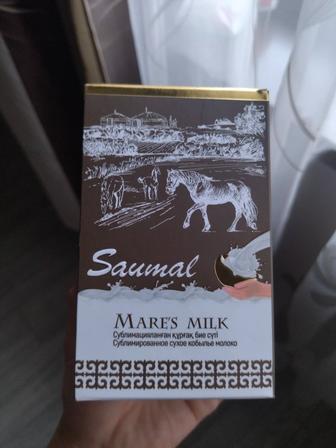 Saumal
MARE'S MILK
Сублимацияланған құрғақ бие сүті
Сублимированное сухое кобылье молоко